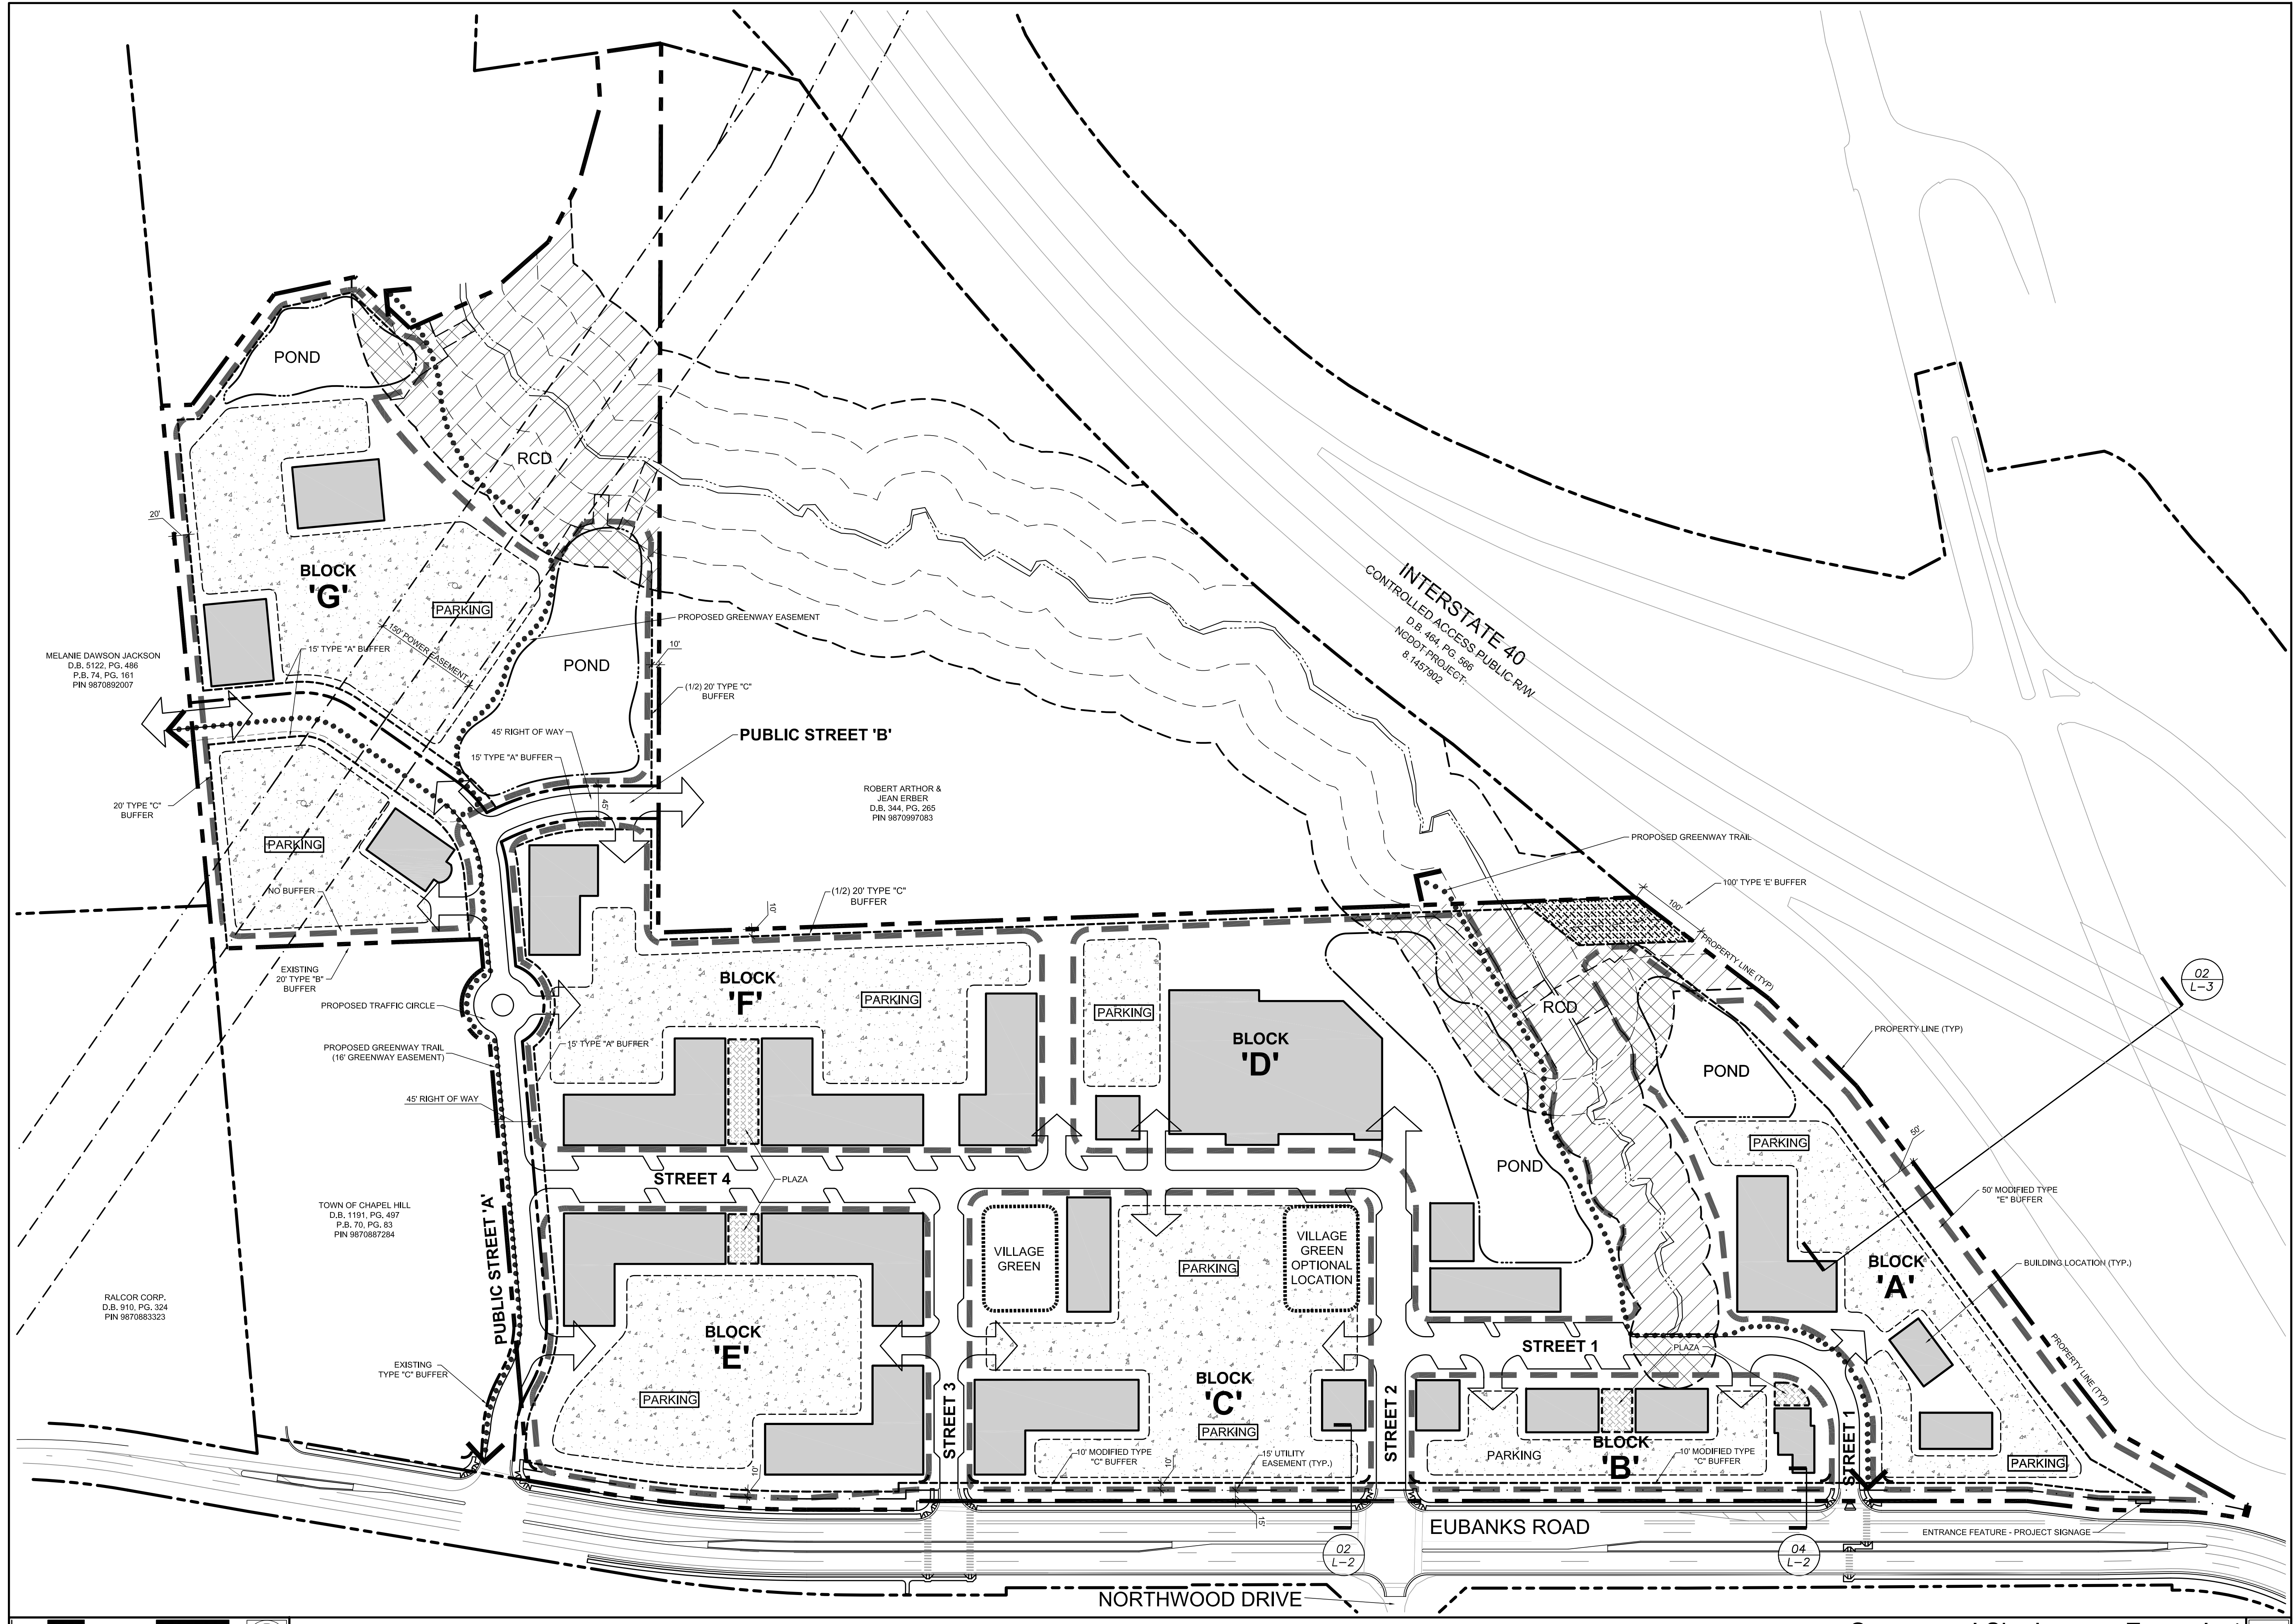 POND
RCD
20'
BLOCK
'G'
PARKING
150' POWER EASEMENT
PROPOSED GREENWAY EASEMENT
10'
MELANIE DAWSON JACKSON
D.B. 5122, PG. 486
P.B. 74, PG. 161
PIN 9870892007
15' TYPE "A" BUFFER
POND
(1/2) 20' TYPE "C"
BUFFER
45' RIGHT OF WAY
PUBLIC STREET 'B'
15' TYPE "A" BUFFER
45'
20' TYPE "C"
BUFFER
PARKING
NO BUFFER
ROBERT ARTHOR &
JEAN ERBER
D.B. 344, PG. 265
PIN 9870997083
INTERSTATE 40
CONTROLLED ACCESS PUBLIC R/W
D.B. 464, PG. 566
NCDOT PROJECT:
8.1457902
PROPOSED GREENWAY TRAIL
100' TYPE 'E' BUFFER
100'
PROPERTY LINE (TYP)
(1/2) 20' TYPE "C"
BUFFER
10'
EXISTING
20' TYPE "B"
BUFFER
PROPOSED TRAFFIC CIRCLE
BLOCK
'F'
PARKING
PARKING
BLOCK
'D'
RCD
02
L-3
PROPERTY LINE (TYP)
PROPOSED GREENWAY TRAIL
(16' GREENWAY EASEMENT)
15' TYPE "A" BUFFER
POND
45' RIGHT OF WAY
PARKING
50'
POND
STREET 4
PLAZA
50' MODIFIED TYPE
"E" BUFFER
TOWN OF CHAPEL HILL
D.B. 1191, PG. 497
P.B. 70, PG. 83
PIN 9870887284
PUBLIC STREET 'A'
VILLAGE
GREEN
PARKING
VILLAGE
GREEN
OPTIONAL
LOCATION
BLOCK
'A'
BUILDING LOCATION (TYP.)
RALCOR CORP.
D.B. 910, PG. 324
PIN 9870883323
BLOCK
'E'
STREET 1
PLAZA
PROPERTY LINE (TYP)
EXISTING
TYPE "C" BUFFER
PARKING
STREET 3
BLOCK
'C'
PARKING
STREET 2
10' MODIFIED TYPE
"C" BUFFER
10'
15' UTILITY
EASEMENT (TYP.)
PARKING
BLOCK
'B'
10' MODIFIED TYPE
"C" BUFFER
STREET 1
PARKING
10'
15'
EUBANKS ROAD
ENTRANCE FEATURE - PROJECT SIGNAGE
02
L-2
04
L-2
NORTHWOOD DRIVE